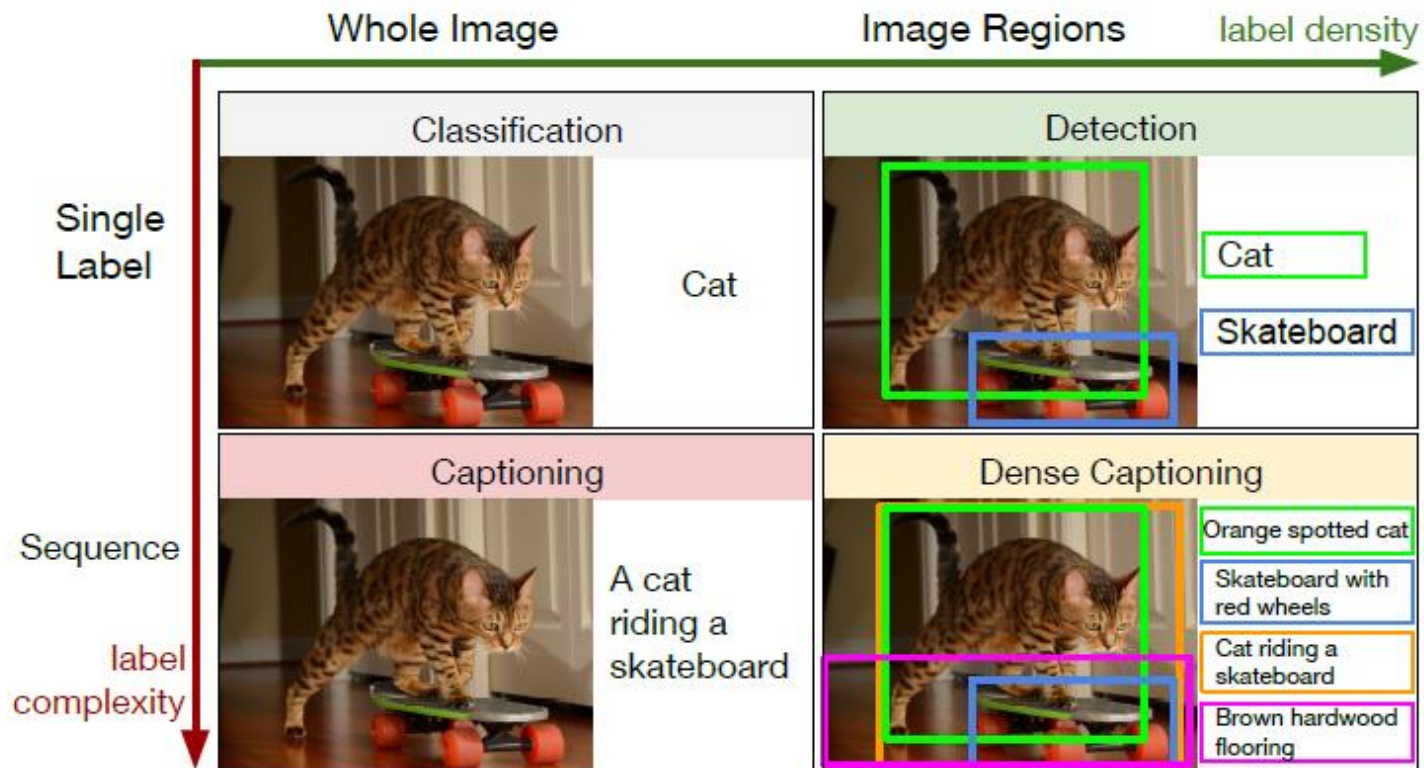 Whole Image
Image Regions
label density
Single
Label
Classification
Cat
Detection
Cat
Skateboard
Sequence
label
complexity
Captioning
A cat
riding a
skateboard
Dense Captioning
Orange spotted cat
Skateboard with
red wheels
Cat riding a
skateboard
Brown hardwood
flooring